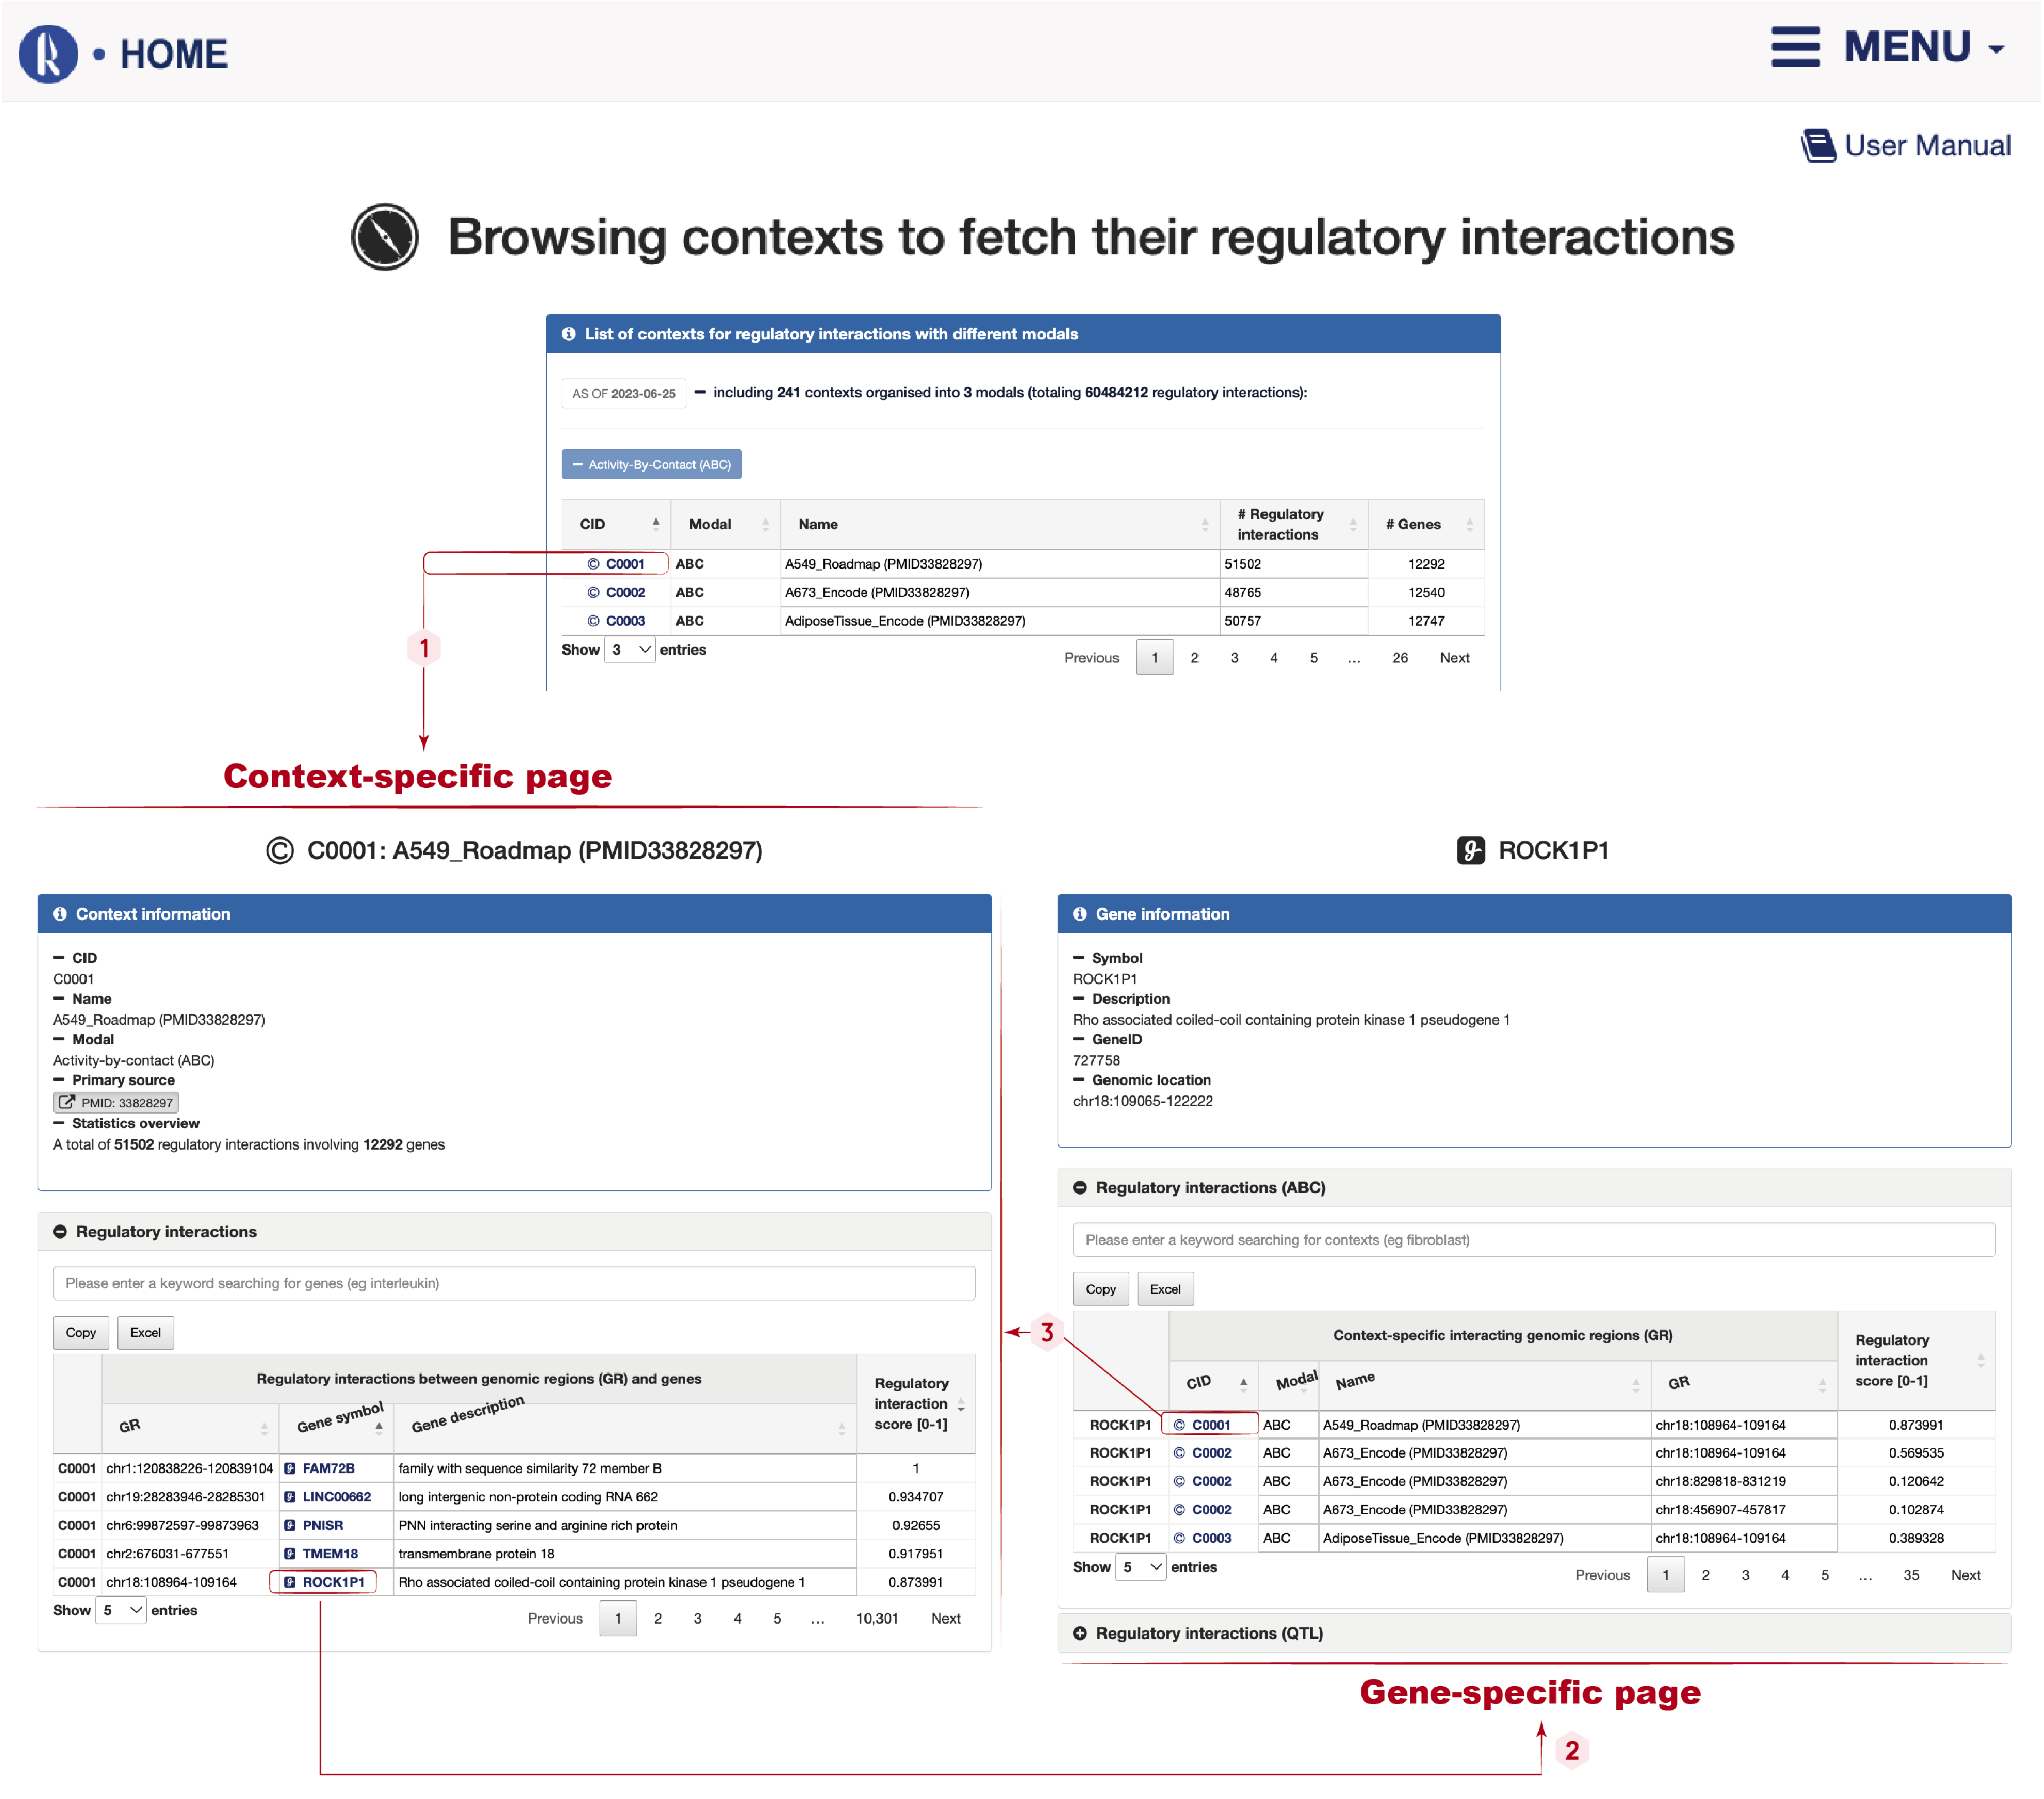 HOME
MENU
User Manual
Browsing contexts to fetch their regulatory interactions
List of contexts for regulatory interactions with different modals
AS OF 2023-06-25 – including 241 contexts organised into 3 modals (totaling 60484212 regulatory interactions):
– Activity-By-Contact (ABC)
CID Modal Name # Regulatory interactions # Genes
© C0001 ABC A549_Roadmap (PMID33828297) 51502 12292
© C0002 ABC A673_Encode (PMID33828297) 48765 12540
© C0003 ABC AdiposeTissue_Encode (PMID33828297) 50757 12747
Show 3 entries
Previous 1 2 3 4 5 ... 26 Next
1
Context-specific page
© C0001: A549_Roadmap (PMID33828297)
Context information
– CID
C0001
– Name
A549_Roadmap (PMID33828297)
– Modal
Activity-by-contact (ABC)
– Primary source
PMID: 33828297
– Statistics overview
A total of 51502 regulatory interactions involving 12292 genes
Regulatory interactions
Please enter a keyword searching for genes (eg interleukin)
Copy Excel
Regulatory interactions between genomic regions (GR) and genes
Regulatory interaction score [0-1]
GR Gene symbol Gene description
C0001 chr1:120838226-120839104 FAM72B family with sequence similarity 72 member B 1
C0001 chr19:28283946-28285301 LINC00662 long intergenic non-protein coding RNA 662 0.934707
C0001 chr6:99872597-99873963 PNISR PNN interacting serine and arginine rich protein 0.92655
C0001 chr2:676031-677551 TMEM18 transmembrane protein 18 0.917951
C0001 chr18:108964-109164 ROCK1P1 Rho associated coiled-coil containing protein kinase 1 pseudogene 1 0.873991
Show 5 entries
Previous 1 2 3 4 5 ... 10,301 Next
ROCK1P1
Gene information
– Symbol
ROCK1P1
– Description
Rho associated coiled-coil containing protein kinase 1 pseudogene 1
– GeneID
727758
– Genomic location
chr18:109065-122222
Regulatory interactions (ABC)
Please enter a keyword searching for contexts (eg fibroblast)
Copy Excel
3
Context-specific interacting genomic regions (GR)
Regulatory interaction score [0-1]
CID Modal Name GR
ROCK1P1 © C0001 ABC A549_Roadmap (PMID33828297) chr18:108964-109164 0.873991
ROCK1P1 © C0002 ABC A673_Encode (PMID33828297) chr18:108964-109164 0.569535
ROCK1P1 © C0002 ABC A673_Encode (PMID33828297) chr18:829818-831219 0.120642
ROCK1P1 © C0002 ABC A673_Encode (PMID33828297) chr18:456907-457817 0.102874
ROCK1P1 © C0003 ABC AdiposeTissue_Encode (PMID33828297) chr18:108964-109164 0.389328
Show 5 entries
Previous 1 2 3 4 5 ... 35 Next
Regulatory interactions (QTL)
Gene-specific page
2